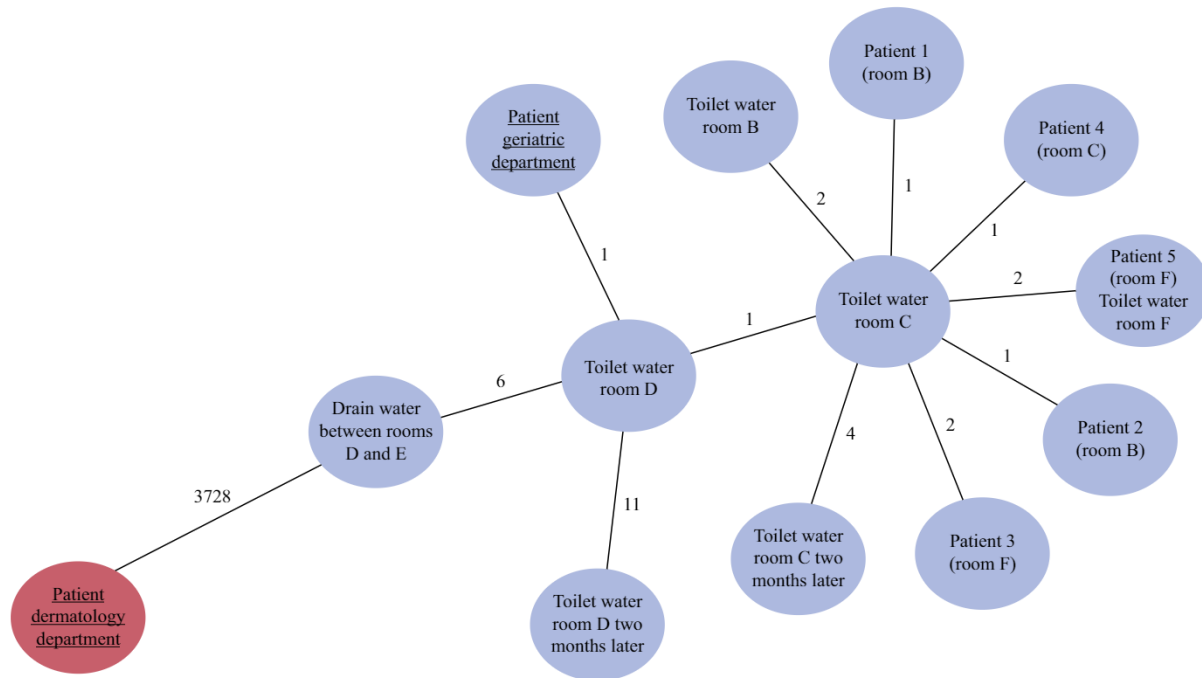 Patient 1
(room B)
Toilet water
room B
Patient
geriatric
department
Patient 4
(room C)
2
1
1
1
Patient 5
(room F)
Toilet water
room F
2
Toilet water
room C
1
Toilet water
room D
6
1
Drain water
between rooms
D and E
Patient 2
(room B)
4
2
3728
11
Toilet water
room C two
months later
Patient 3
(room F)
Patient
dermatology
department
Toilet water
room D two
months later